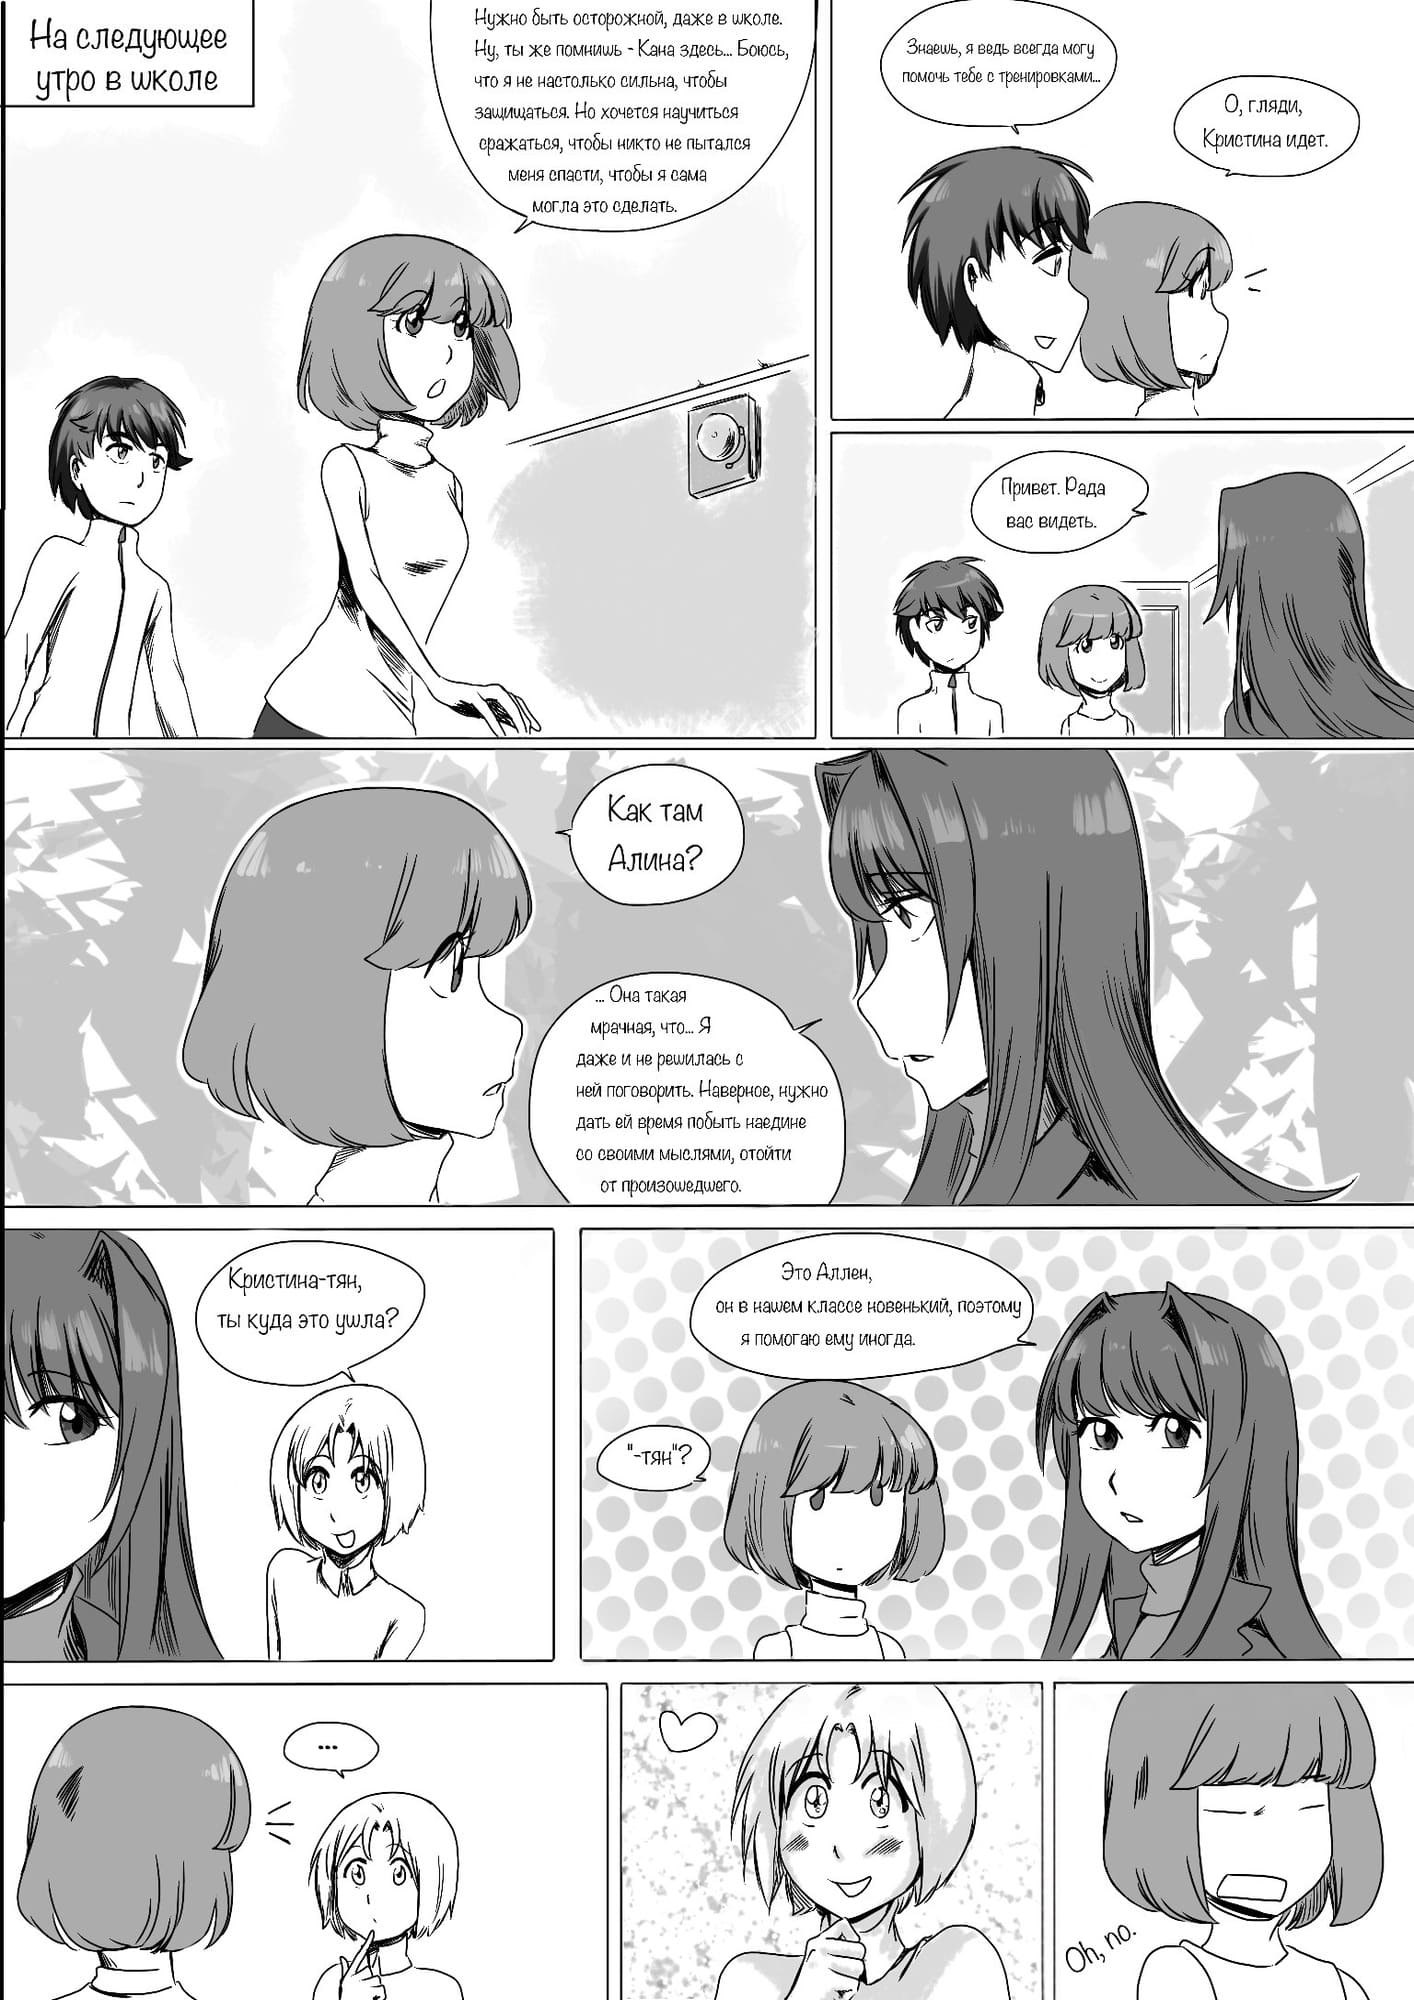 На следующее
утро в школе
Нужно быть осторожной, даже в школе.
Ну, ты же помнишь - Кана здесь... Боюсь,
что я не настолько сильна, чтобы
защищаться. Но хочется научиться
сражаться, чтобы никто не пытался
меня спасти, чтобы я сама
могла это сделать.
Знаешь, я ведь всегда могу
помочь тебе с тренировками...
О, гляди,
Кристина идет.
Привет. Рада
вас видеть.
Как там
Алина?
... Она такая
мрачная, что... Я
даже и не решилась с
ней поговорить. Наверное, нужно
дать ей время побыть наедине
со своими мыслями, отойти
от произошедшего.
Кристина-тян,
ты куда это ушла?
Это Аллен,
он в нашем классе новенький, поэтому
я помогаю ему иногда.
"-тян"?
...
Oh, no.